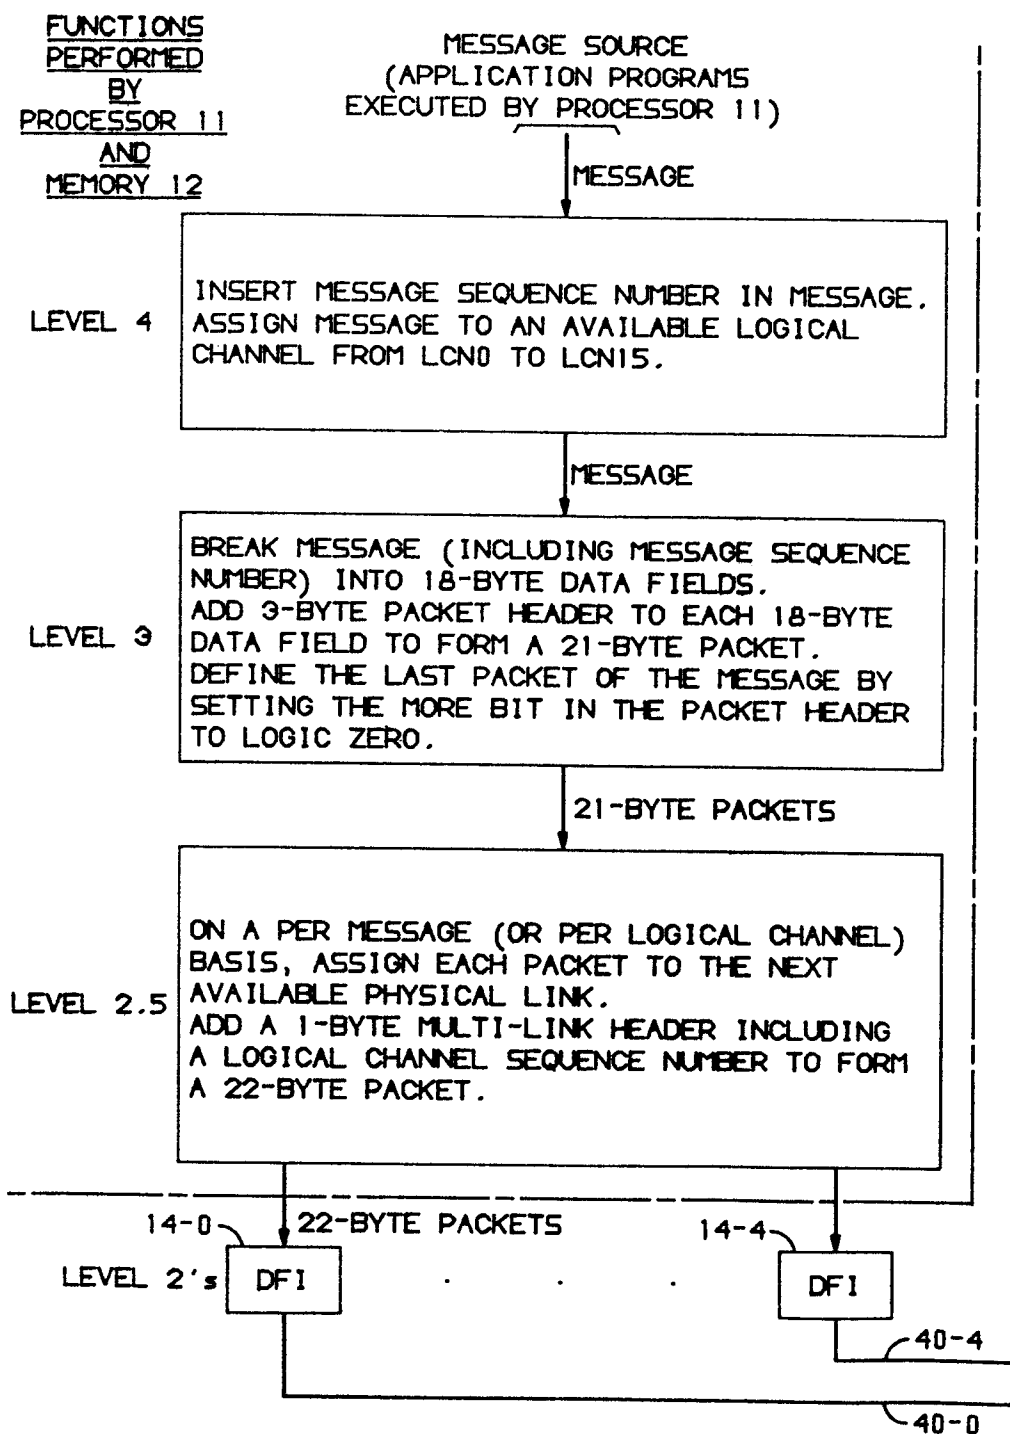 FUNCTIONS
PERFORMED
BY
PROCESSOR 11
AND
MEMORY 12
MESSAGE SOURCE
(APPLICATION PROGRAMS
EXECUTED BY PROCESSOR 11)
MESSAGE
LEVEL 4
INSERT MESSAGE SEQUENCE NUMBER IN MESSAGE.
ASSIGN MESSAGE TO AN AVAILABLE LOGICAL
CHANNEL FROM LCN0 TO LCN15.
MESSAGE
LEVEL 3
BREAK MESSAGE (INCLUDING MESSAGE SEQUENCE
NUMBER) INTO 18-BYTE DATA FIELDS.
ADD 3-BYTE PACKET HEADER TO EACH 18-BYTE
DATA FIELD TO FORM A 21-BYTE PACKET.
DEFINE THE LAST PACKET OF THE MESSAGE BY
SETTING THE MORE BIT IN THE PACKET HEADER
TO LOGIC ZERO.
21-BYTE PACKETS
LEVEL 2.5
ON A PER MESSAGE (OR PER LOGICAL CHANNEL)
BASIS, ASSIGN EACH PACKET TO THE NEXT
AVAILABLE PHYSICAL LINK.
ADD A 1-BYTE MULTI-LINK HEADER INCLUDING
A LOGICAL CHANNEL SEQUENCE NUMBER TO FORM
A 22-BYTE PACKET.
14-0
22-BYTE PACKETS
14-4
LEVEL 2's
DFI
. . .
DFI
40-4
40-0